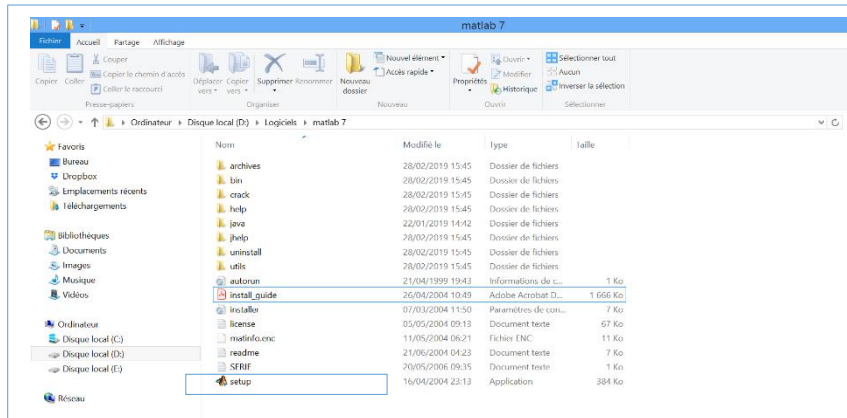 matlab 7
Fichier Accueil Partage Affichage
Copier Coller
Couper
Copier le chemin d'accès
Coller le raccourci
Déplacer vers
Copier vers
Supprimer Renommer
Nouveau dossier
Nouvel élément
Accès rapide
Propriétés
Ouvrir
Modifier
Historique
Sélectionner tout
Aucun
Inverser la sélection
Presse-papiers Organiser Nouveau Ouvrir Sélectionner
Ordinateur Disque local (D:) Logiciels matlab 7
Favoris
Bureau
Dropbox
Emplacements récents
Téléchargements
Bibliothèques
Documents
Images
Musique
Vidéos
Ordinateur
Disque local (C:)
Disque local (D:)
Disque local (E:)
Réseau
Nom Modifié le Type Taille
archives 28/02/2019 15:45 Dossier de fichiers
bin 28/02/2019 15:45 Dossier de fichiers
crack 28/02/2019 15:45 Dossier de fichiers
help 28/02/2019 15:45 Dossier de fichiers
java 22/01/2019 14:42 Dossier de fichiers
jhelp 28/02/2019 15:45 Dossier de fichiers
uninstall 28/02/2019 15:45 Dossier de fichiers
utils 28/02/2019 15:45 Dossier de fichiers
autorun 21/04/1999 19:43 Informations de c... 1 Ko
install_guide 26/04/2004 10:49 Adobe Acrobat D... 1 666 Ko
installer 07/03/2004 11:50 Paramètres de con... 7 Ko
license 05/05/2004 09:13 Document texte 67 Ko
matinfo.enc 11/05/2004 06:21 Fichier ENC 11 Ko
readme 21/06/2004 04:23 Document texte 7 Ko
SERIE 20/05/2006 09:35 Document texte 1 Ko
setup 16/04/2004 23:13 Application 384 Ko